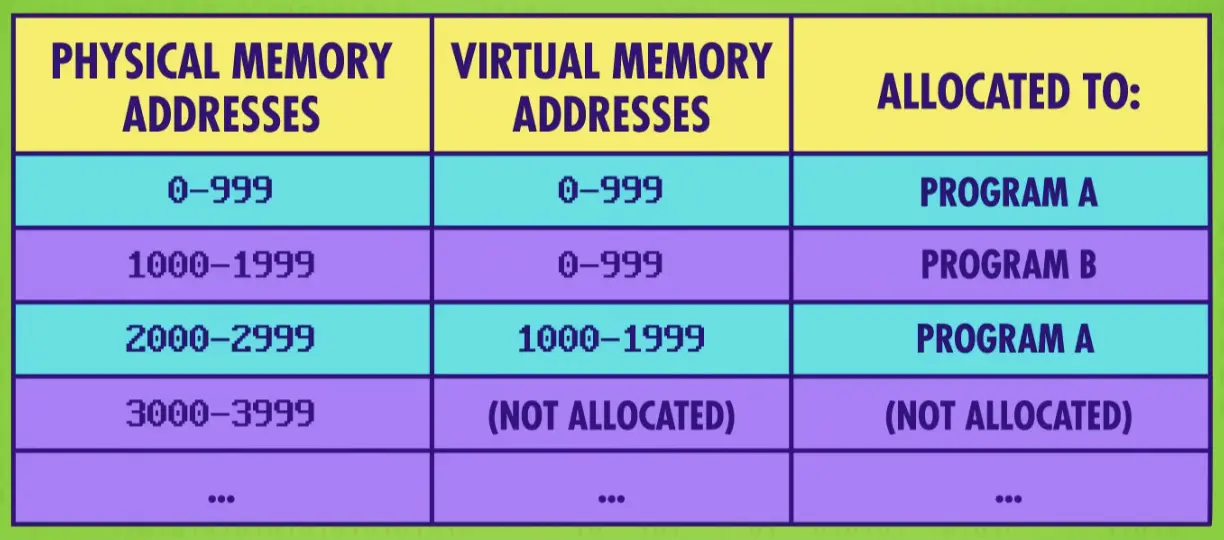 PHYSICAL MEMORY
ADDRESSES
VIRTUAL MEMORY
ADDRESSES
ALLOCATED TO:
0-999
0-999
PROGRAM A
1000-1999
0-999
PROGRAM B
2000-2999
1000-1999
PROGRAM A
3000-3999
(NOT ALLOCATED)
(NOT ALLOCATED)
...
...
...